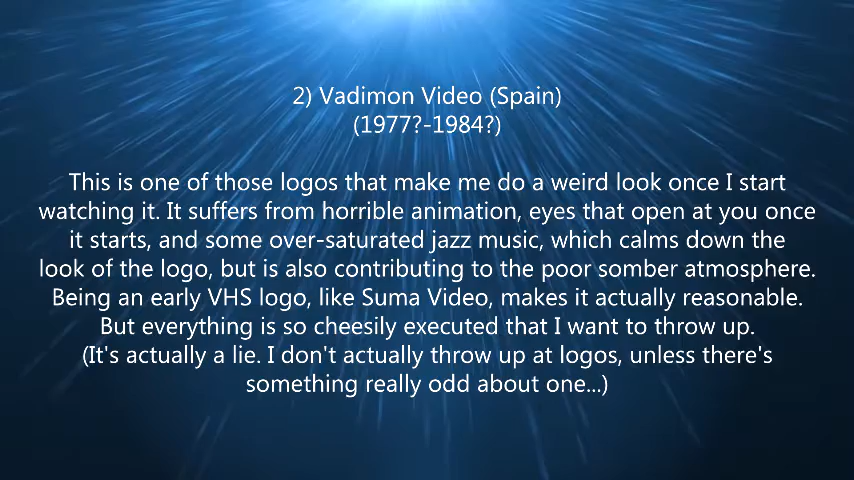 2) Vadimon Video (Spain)
(1977?-1984?)
This is one of those logos that make me do a weird look once I start
watching it. It suffers from horrible animation, eyes that open at you once
it starts, and some over-saturated jazz music, which calms down the
look of the logo, but is also contributing to the poor somber atmosphere.
Being an early VHS logo, like Suma Video, makes it actually reasonable.
But everything is so cheesily executed that I want to throw up.
(It's actually a lie. I don't actually throw up at logos, unless there's
something really odd about one...)